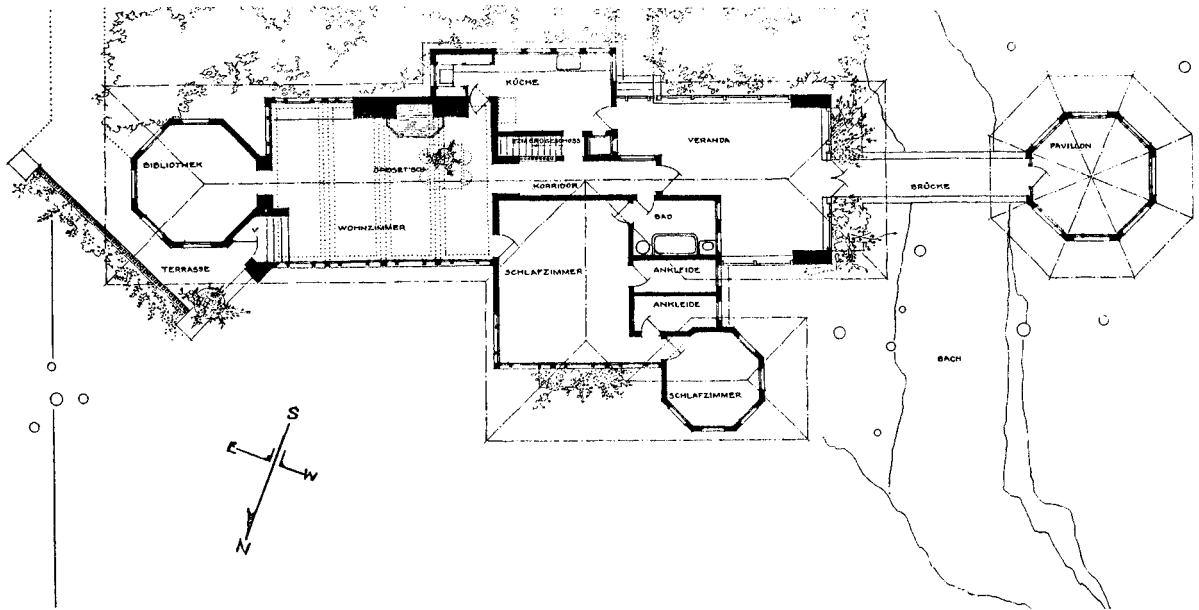 KÜCHE
VERANDA
PAVILLON
BIBLIOTHEK
KORRIDOR
BRÜCKE
BAD
WOHNZIMMER
TERRASSE
SCHLAFZIMMER
ANKLEIDE
ANKLEIDE
BACH
SCHLAFZIMMER
S
E
W
N